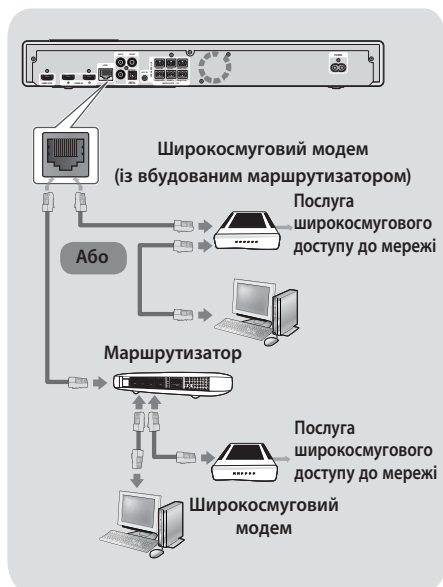 Широкосмуговий модем
(із вбудованим маршрутизатором)
Послуга
широкосмугового
доступу до мережі
Або
Маршрутизатор
Послуга
широкосмугового
доступу до мережі
Широкосмуговий
модем